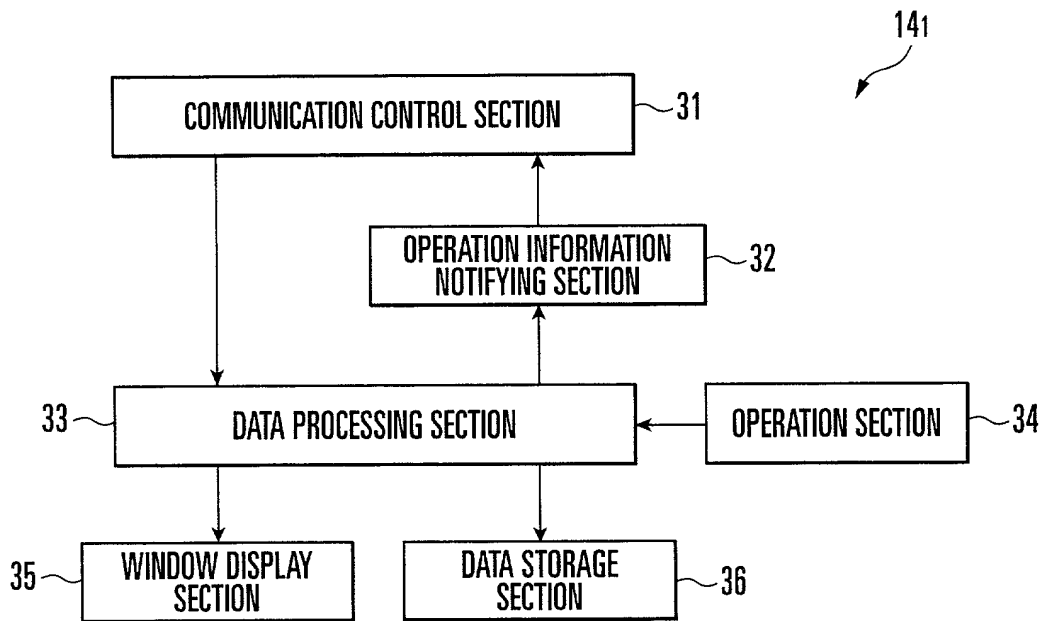 141
COMMUNICATION CONTROL SECTION
31
OPERATION INFORMATION
NOTIFYING SECTION
32
33
DATA PROCESSING SECTION
OPERATION SECTION
34
35
WINDOW DISPLAY
SECTION
DATA STORAGE
SECTION
36